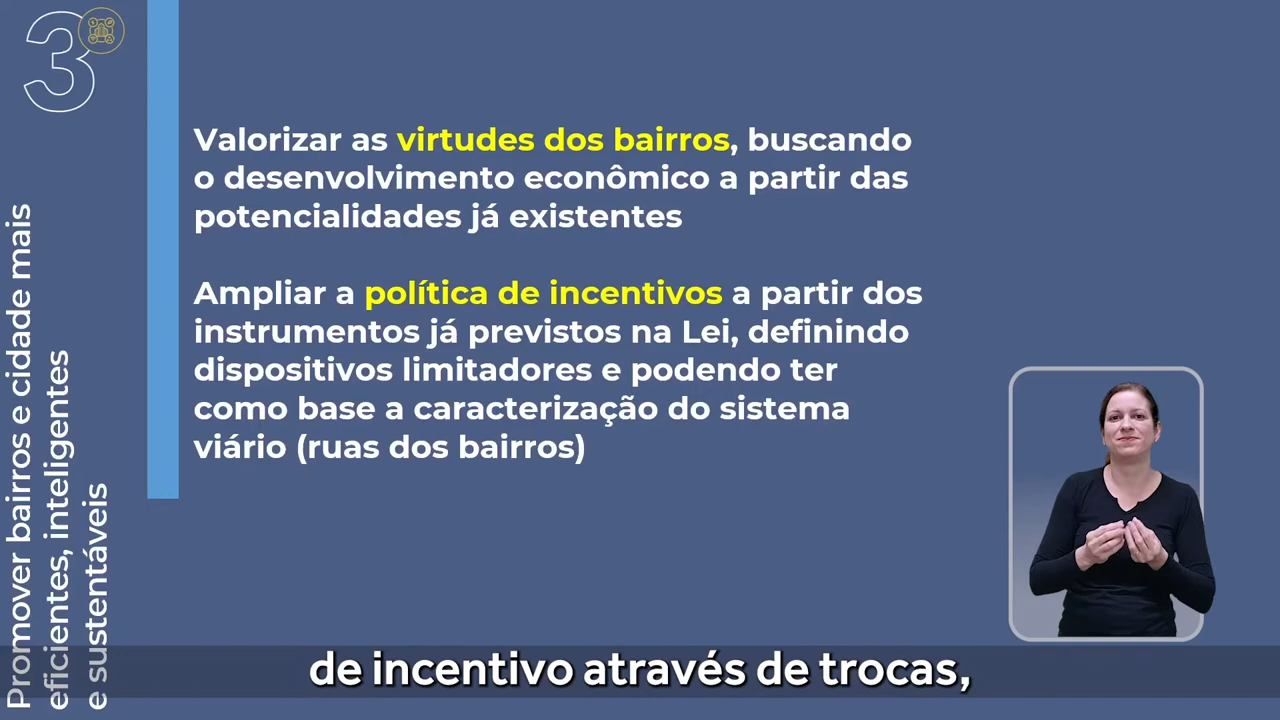 3
Promover bairros e cidade mais
eficientes, inteligentes
e sustentáveis
Valorizar as virtudes dos bairros, buscando
o desenvolvimento econômico a partir das
potencialidades já existentes
Ampliar a política de incentivos a partir dos
instrumentos já previstos na Lei, definindo
dispositivos limitadores e podendo ter
como base a caracterização do sistema
viário (ruas dos bairros)
de incentivo através de trocas,